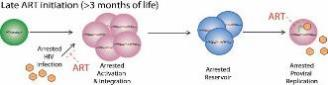 Late ART initiation (>3 months of life)
ART
Arrested
HIV
Infection
ART
Arrested
Activation
& Integration
Arrested
Reservoir
Arrested
Proviral
Replication